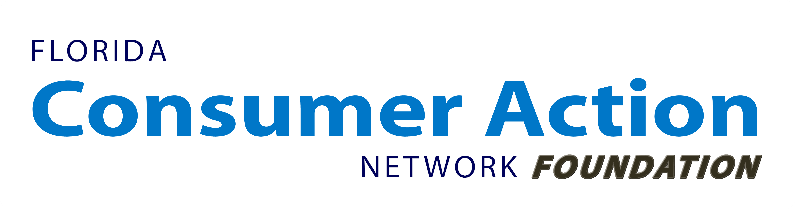 FLORIDA
Consumer Action
NETWORK FOUNDATION